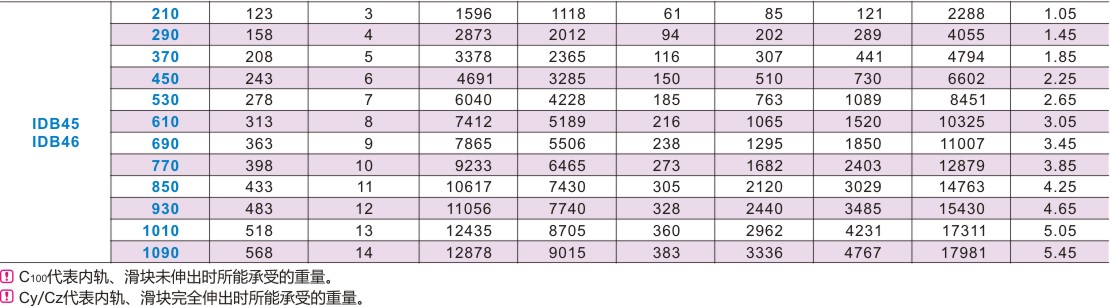 210 123 3 1596 1118 61 85 121 2288 1.05
290 158 4 2873 2012 94 202 289 4055 1.45
370 208 5 3378 2365 116 307 441 4794 1.85
450 243 6 4691 3285 150 510 730 6602 2.25
530 278 7 6040 4228 185 763 1089 8451 2.65
IDB45
IDB46
610 313 8 7412 5189 216 1065 1520 10325 3.05
690 363 9 7865 5506 238 1295 1850 11007 3.45
770 398 10 9233 6465 273 1682 2403 12879 3.85
850 433 11 10617 7430 305 2120 3029 14763 4.25
930 483 12 11056 7740 328 2440 3485 15430 4.65
1010 518 13 12435 8705 360 2962 4231 17311 5.05
1090 568 14 12878 9015 383 3336 4767 17981 5.45
! C100代表内轨、滑块未伸出时所能承受的重量。
! Cy/Cz代表内轨、滑块完全伸出时所能承受的重量。